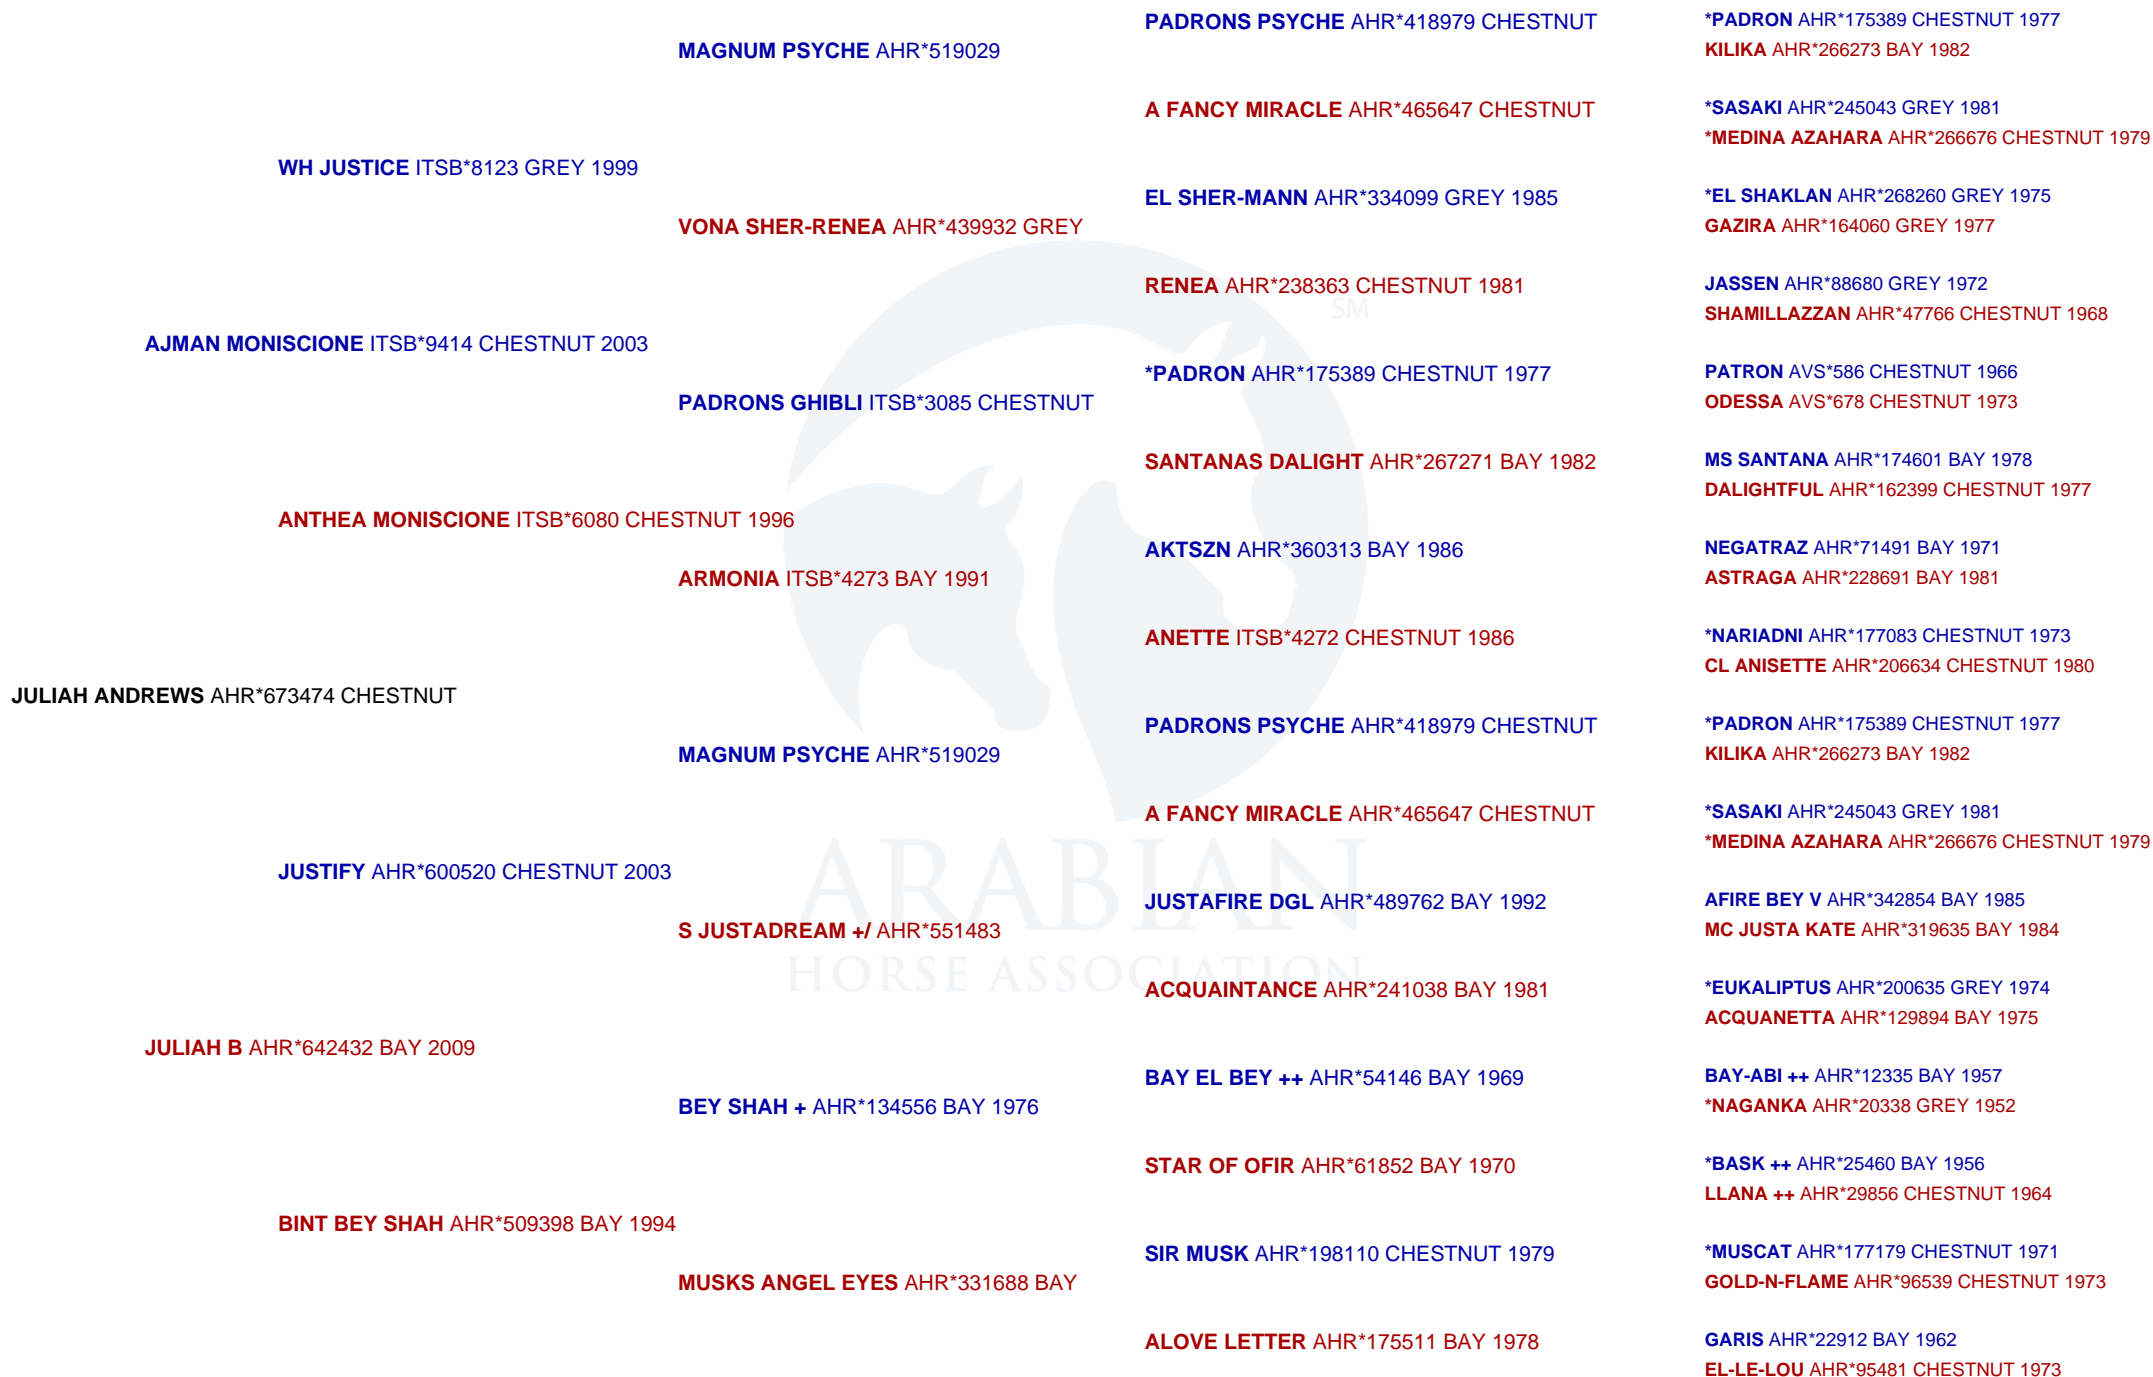 PADRONS PSYCHE AHR*418979 CHESTNUT
*PADRON AHR*175389 CHESTNUT 1977
MAGNUM PSYCHE AHR*519029
KILIKA AHR*266273 BAY 1982
A FANCY MIRACLE AHR*465647 CHESTNUT
*SASAKI AHR*245043 GREY 1981
*MEDINA AZAHARA AHR*266676 CHESTNUT 1979
WH JUSTICE ITSB*8123 GREY 1999
EL SHER-MANN AHR*334099 GREY 1985
*EL SHAKLAN AHR*268260 GREY 1975
VONA SHER-RENEA AHR*439932 GREY
GAZIRA AHR*164060 GREY 1977
RENEA AHR*238363 CHESTNUT 1981
JASSEN AHR*88680 GREY 1972
SM
SHAMILLAZZAN AHR*47766 CHESTNUT 1968
AJMAN MONISCIONE ITSB*9414 CHESTNUT 2003
*PADRON AHR*175389 CHESTNUT 1977
PATRON AVS*586 CHESTNUT 1966
PADRONS GHIBLI ITSB*3085 CHESTNUT
ODESSA AVS*678 CHESTNUT 1973
SANTANAS DALIGHT AHR*267271 BAY 1982
MS SANTANA AHR*174601 BAY 1978
DALIGHTFUL AHR*162399 CHESTNUT 1977
ANTHEA MONISCIONE ITSB*6080 CHESTNUT 1996
AKTSZN AHR*360313 BAY 1986
NEGATRAZ AHR*71491 BAY 1971
ARMONIA ITSB*4273 BAY 1991
ASTRAGA AHR*228691 BAY 1981
ANETTE ITSB*4272 CHESTNUT 1986
*NARIADNI AHR*177083 CHESTNUT 1973
CL ANISETTE AHR*206634 CHESTNUT 1980
JULIAH ANDREWS AHR*673474 CHESTNUT
PADRONS PSYCHE AHR*418979 CHESTNUT
*PADRON AHR*175389 CHESTNUT 1977
MAGNUM PSYCHE AHR*519029
KILIKA AHR*266273 BAY 1982
A FANCY MIRACLE AHR*465647 CHESTNUT
*SASAKI AHR*245043 GREY 1981
*MEDINA AZAHARA AHR*266676 CHESTNUT 1979
JUSTIFY AHR*600520 CHESTNUT 2003
ARABIAN
JUSTAFIRE DGL AHR*489762 BAY 1992
AFIRE BEY V AHR*342854 BAY 1985
S JUSTADREAM +/ AHR*551483
MC JUSTA KATE AHR*319635 BAY 1984
HORSE ASSOCIATION
ACQUAINTANCE AHR*241038 BAY 1981
*EUKALIPTUS AHR*200635 GREY 1974
ACQUANETTA AHR*129894 BAY 1975
JULIAH B AHR*642432 BAY 2009
BAY EL BEY ++ AHR*54146 BAY 1969
BAY-ABI ++ AHR*12335 BAY 1957
BEY SHAH + AHR*134556 BAY 1976
*NAGANKA AHR*20338 GREY 1952
STAR OF OFIR AHR*61852 BAY 1970
*BASK ++ AHR*25460 BAY 1956
LLANA ++ AHR*29856 CHESTNUT 1964
BINT BEY SHAH AHR*509398 BAY 1994
SIR MUSK AHR*198110 CHESTNUT 1979
*MUSCAT AHR*177179 CHESTNUT 1971
MUSKS ANGEL EYES AHR*331688 BAY
GOLD-N-FLAME AHR*96539 CHESTNUT 1973
ALOVE LETTER AHR*175511 BAY 1978
GARIS AHR*22912 BAY 1962
EL-LE-LOU AHR*95481 CHESTNUT 1973